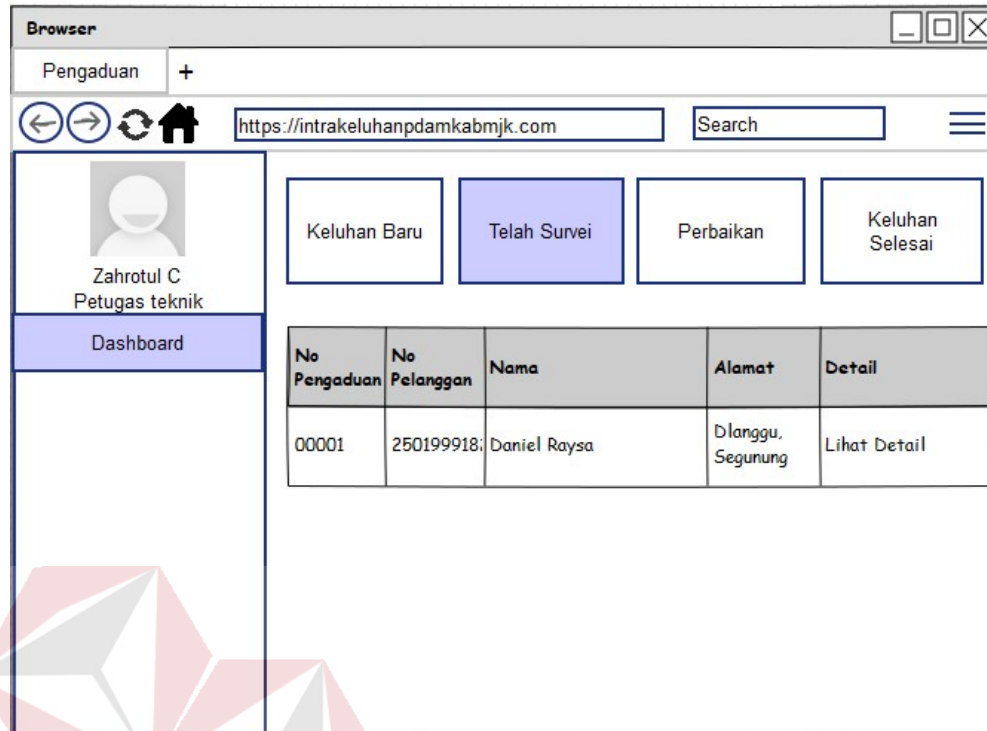 Browser
Pengaduan +
https://intrakeluhanpdamkabmjk.com Search
Zahrotul C
Petugas teknik
Dashboard
Keluhan Baru
Telah Survei
Perbaikan
Keluhan
Selesai
No
Pengaduan
No
Pelanggan
Nama
Alamat
Detail
00001
250199918
Daniel Raysa
Dlanggu,
Segunung
Lihat Detail